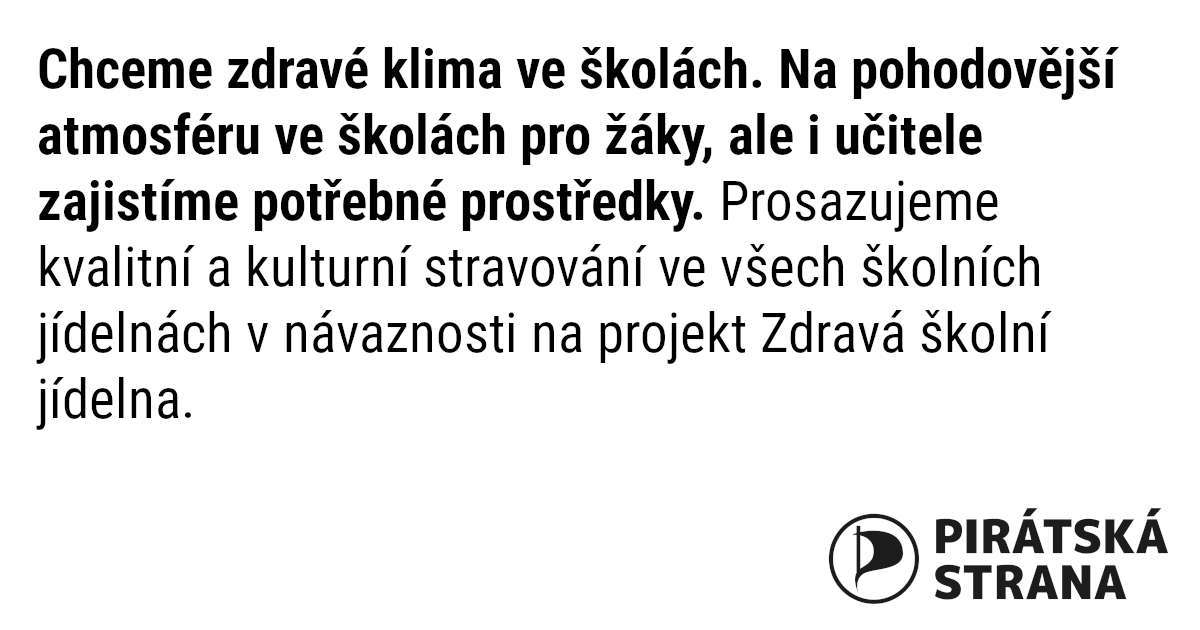 Chceme zdravé klima ve školách. Na pohodovější
atmosféru ve školách pro žáky, ale i učitele
zajistíme potřebné prostředky. Prosazujeme
kvalitní a kulturní stravování ve všech školních
jídelnách v návaznosti na projekt Zdravá školní
jídelna.
PIRÁTSKÁ
STRANA